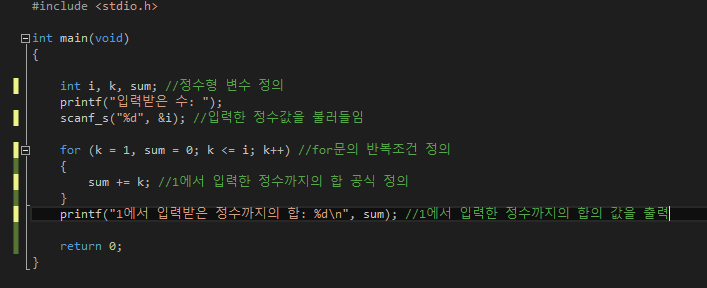 #include <stdio.h>
int main(void)
{
int i, k, sum; //정수형 변수 정의
printf("입력받은 수: ");
scanf_s("%d", &i); //입력한 정수값을 불러들임
for (k = 1, sum = 0; k <= i; k++) //for문의 반복조건 정의
{
sum += k; //1에서 입력한 정수까지의 합 공식 정의
}
printf("1에서 입력받은 정수까지의 합: %d\n", sum); //1에서 입력한 정수까지의 합의 값을 출력
return 0;
}